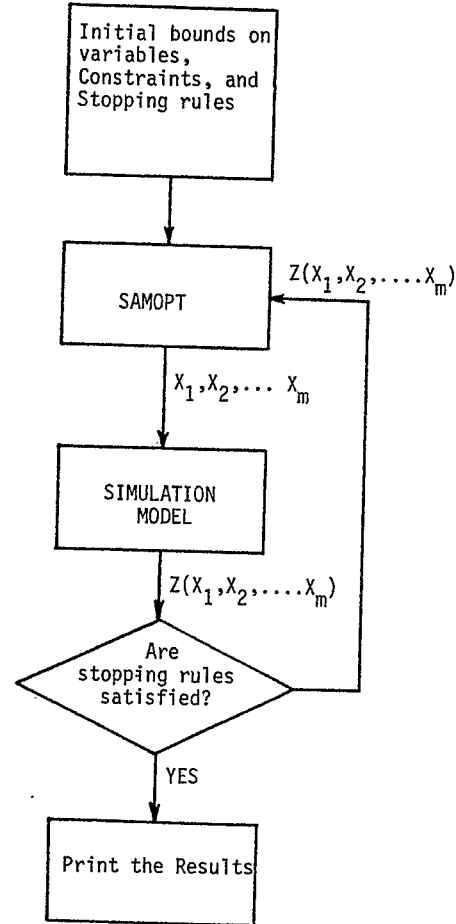 Initial bounds on
variables,
Constraints, and
Stopping rules
Z(X₁,X₂,....Xₘ)
SAMOPT
X₁,X₂,... Xₘ
SIMULATION
MODEL
Z(X₁,X₂,....Xₘ)
Are
stopping rules
satisfied?
YES
Print the Results